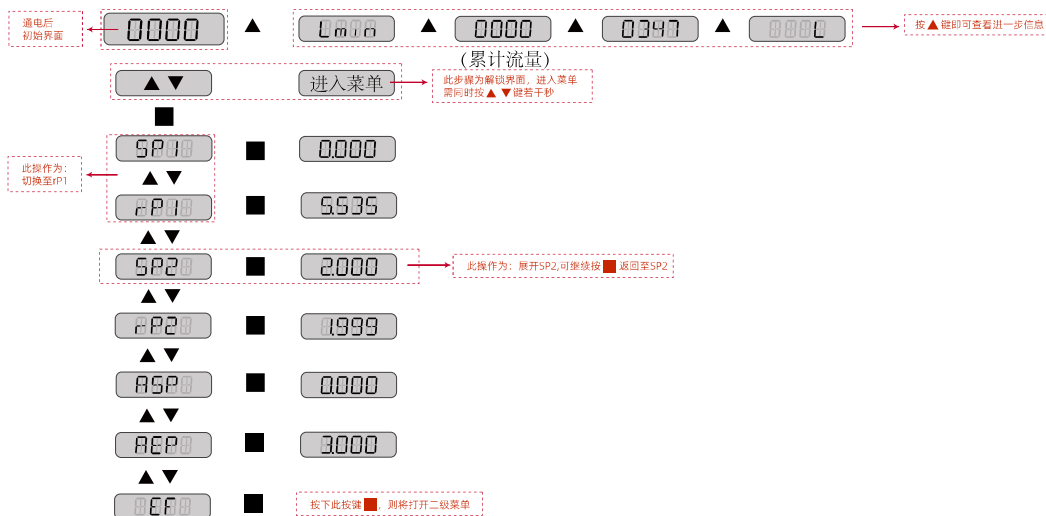 通电后
初始界面
0000
Lmin
0000
0347
L
按▲键即可查看进一步信息
(累计流量)
▲▼
进入菜单
此步骤为解锁界面，进入菜单
需同时按▲ ▼键若干秒
SP1
0.000
此操作为：
切换至rP1
rP1
5.535
SP2
2.000
此操作为：展开SP2,可继续按■返回至SP2
rP2
1.999
ASP
0.000
AEP
3.000
EF
按下此按键■，则将打开二级菜单